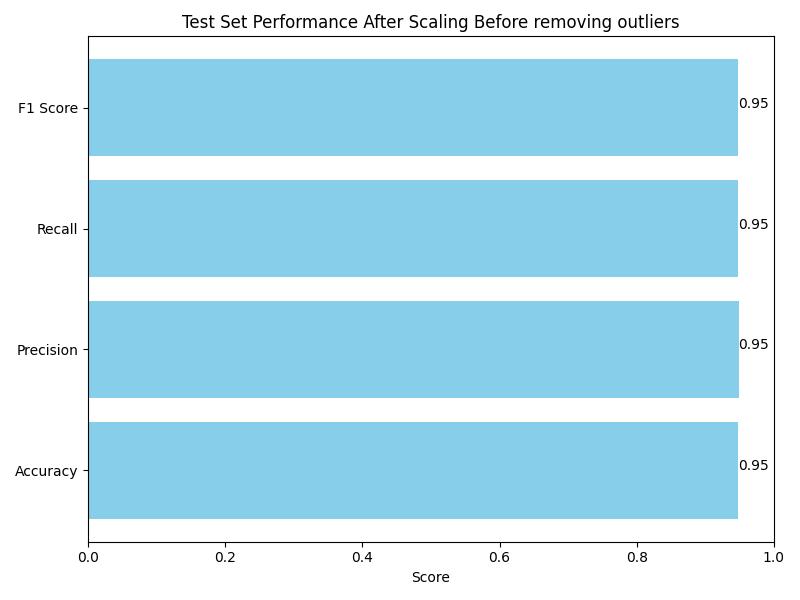 Test Set Performance After Scaling Before removing outliers
F1 Score
0.95
Recall
0.95
Precision
0.95
Accuracy
0.95
0.0 0.2 0.4 0.6 0.8 1.0
Score